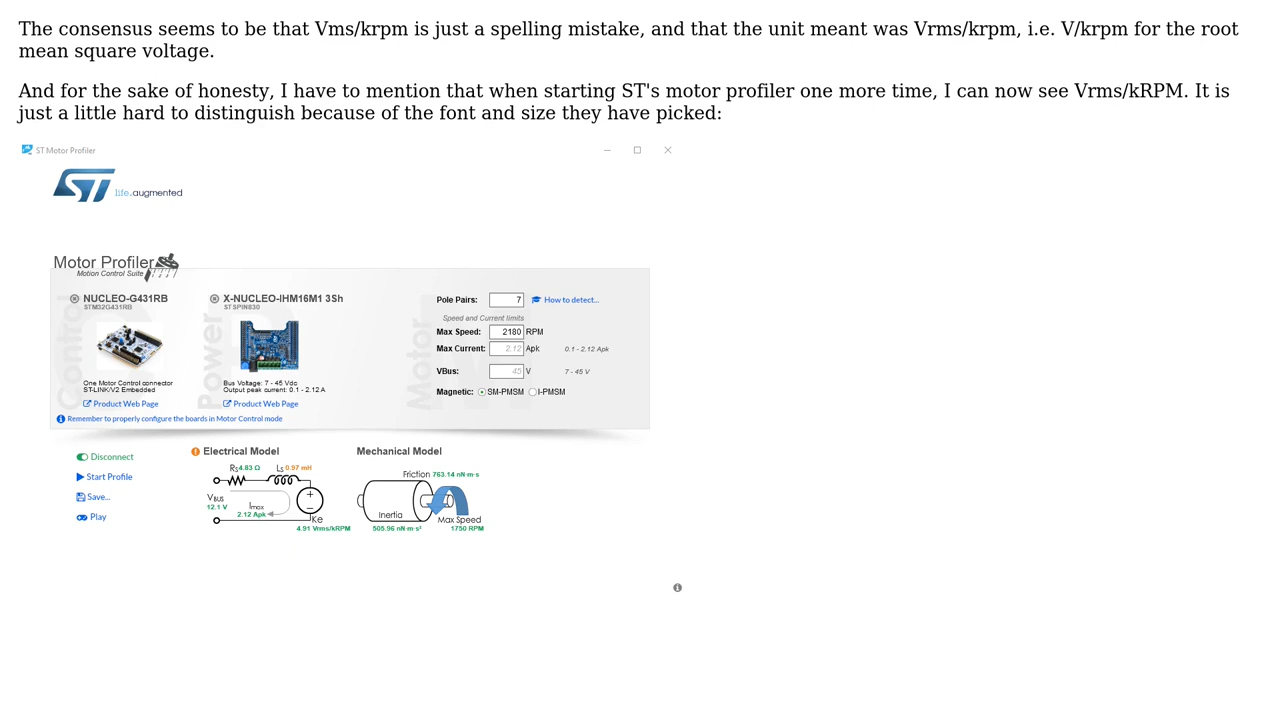 The consensus seems to be that Vms/krpm is just a spelling mistake, and that the unit meant was Vrms/krpm, i.e. V/krpm for the root
mean square voltage.
And for the sake of honesty, I have to mention that when starting ST's motor profiler one more time, I can now see Vrms/kRPM. It is
just a little hard to distinguish because of the font and size they have picked:
ST Motor Profiler
ST life.augmented
Motor Profiler
Motion Control Suite
Control
NUCLEO-G431RB
STM32G431RB
One Motor Control connector
ST-LINK/V2 Embedded
Product Web Page
Power
X-NUCLEO-IHM16M1 3Sh
STSPIN830
Bus Voltage: 7 - 45 Vdc
Output peak current: 0.1 - 2.12 A
Product Web Page
Remember to properly configure the boards in Motor Control mode
Motor
Pole Pairs: 7 How to detect...
Speed and Current limits
Max Speed: 2180 RPM
Max Current: 2.12 Apk 0.1 - 2.12 Apk
VBus: 45 V 7 - 45 V
Magnetic: SM-PMSM I-PMSM
Disconnect
Start Profile
Save...
Play
Electrical Model
Rs 4.83 Ω Ls 0.97 mH
VBUS
12.1 V
Imax
2.12 Apk
Ke
4.91 Vrms/kRPM
Mechanical Model
Friction 763.14 nN·m·s
Inertia
505.96 nN·m·s²
Max Speed
1750 RPM